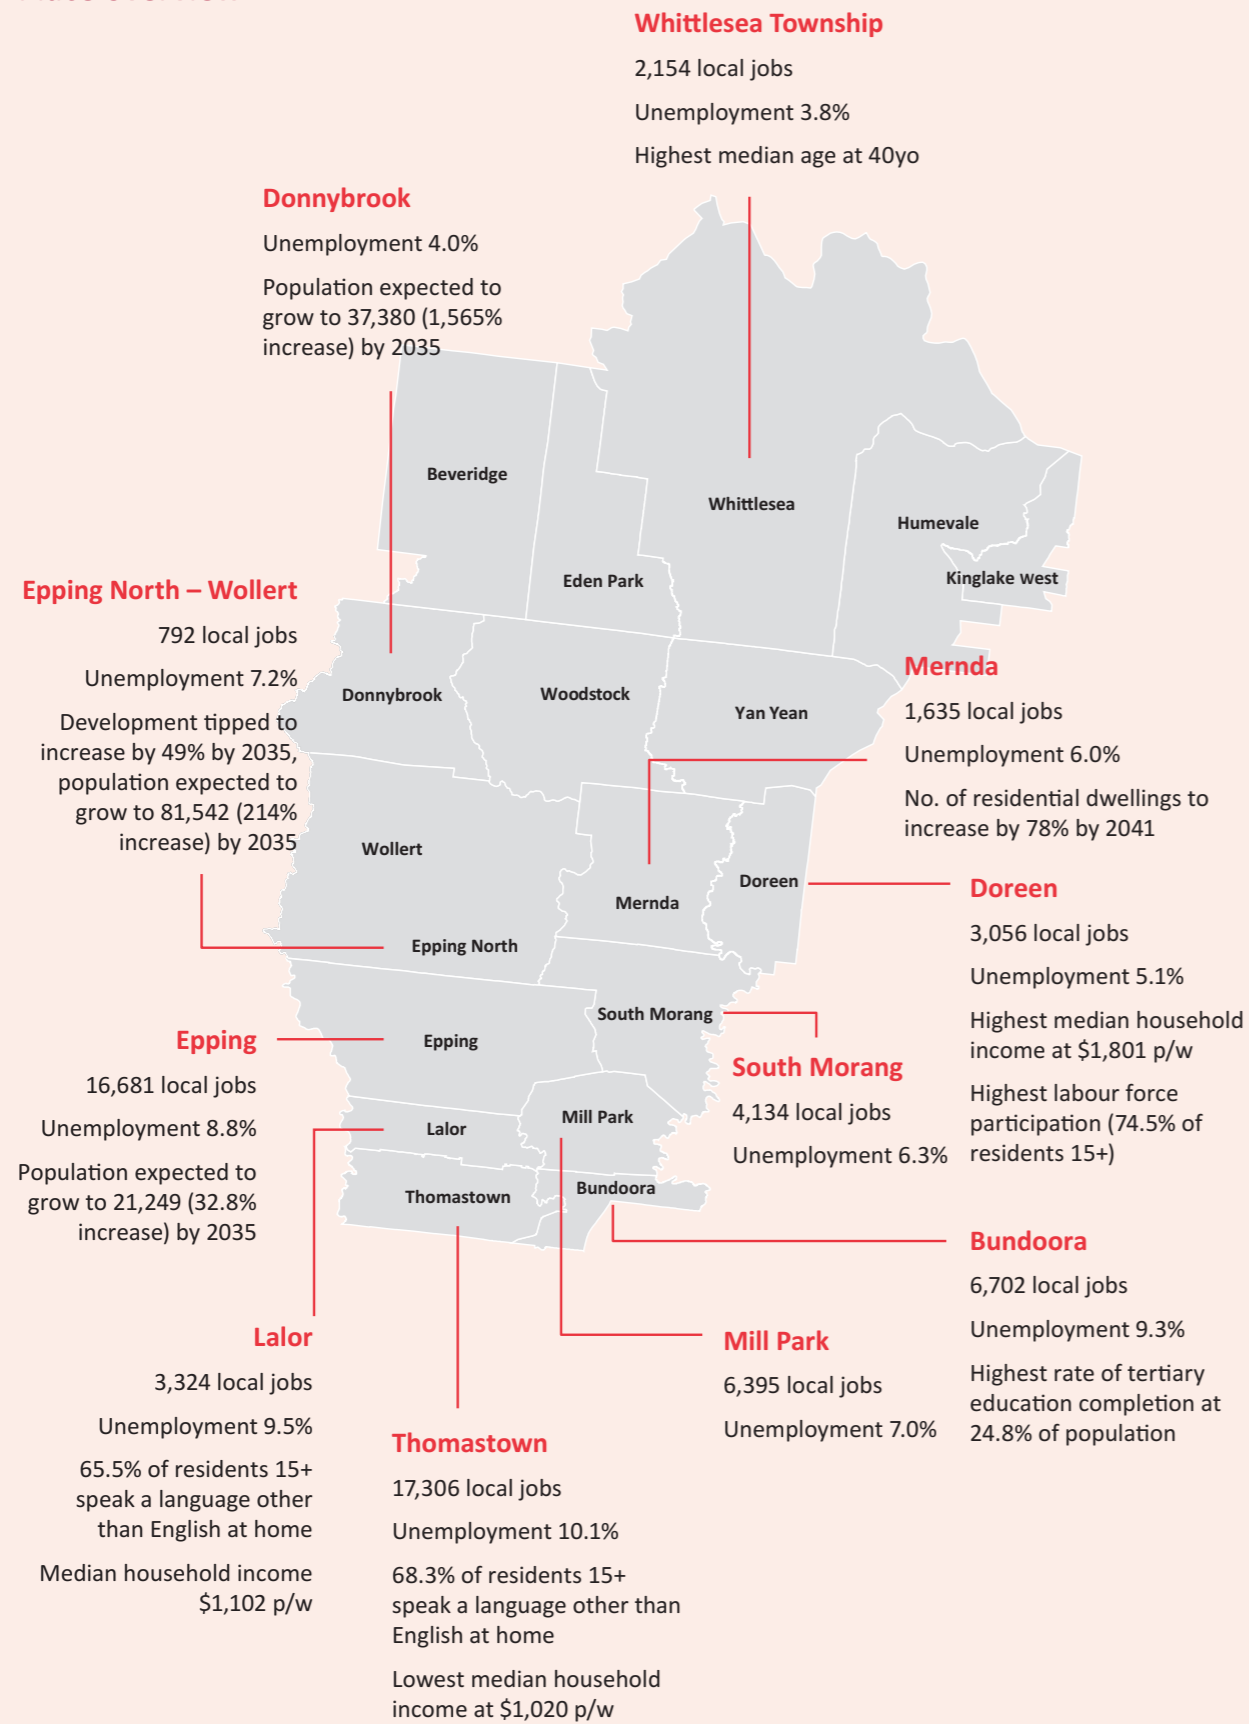 Whittlesea Township
2,154 local jobs
Unemployment 3.8%
Highest median age at 40yo
Donnybrook
Unemployment 4.0%
Population expected to
grow to 37,380 (1,565%
increase) by 2035
Beveridge
Whittlesea
Humevale
Eden Park
Kinglake west
Epping North – Wollert
792 local jobs
Unemployment 7.2%
Development tipped to
increase by 49% by 2035,
population expected to
grow to 81,542 (214%
increase) by 2035
Donnybrook
Woodstock
Yan Yean
Mernda
1,635 local jobs
Unemployment 6.0%
No. of residential dwellings to
increase by 78% by 2041
Wollert
Mernda
Doreen
Epping North
Doreen
3,056 local jobs
Unemployment 5.1%
Highest median household
income at $1,801 p/w
Highest labour force
participation (74.5% of
residents 15+)
South Morang
Epping
Epping
16,681 local jobs
Unemployment 8.8%
Population expected to
grow to 21,249 (32.8%
increase) by 2035
South Morang
4,134 local jobs
Unemployment 6.3%
Mill Park
Lalor
Thomastown
Bundoora
Bundoora
6,702 local jobs
Unemployment 9.3%
Highest rate of tertiary
education completion at
24.8% of population
Lalor
3,324 local jobs
Unemployment 9.5%
65.5% of residents 15+
speak a language other
than English at home
Median household income
$1,102 p/w
Mill Park
6,395 local jobs
Unemployment 7.0%
Thomastown
17,306 local jobs
Unemployment 10.1%
68.3% of residents 15+
speak a language other than
English at home
Lowest median household
income at $1,020 p/w